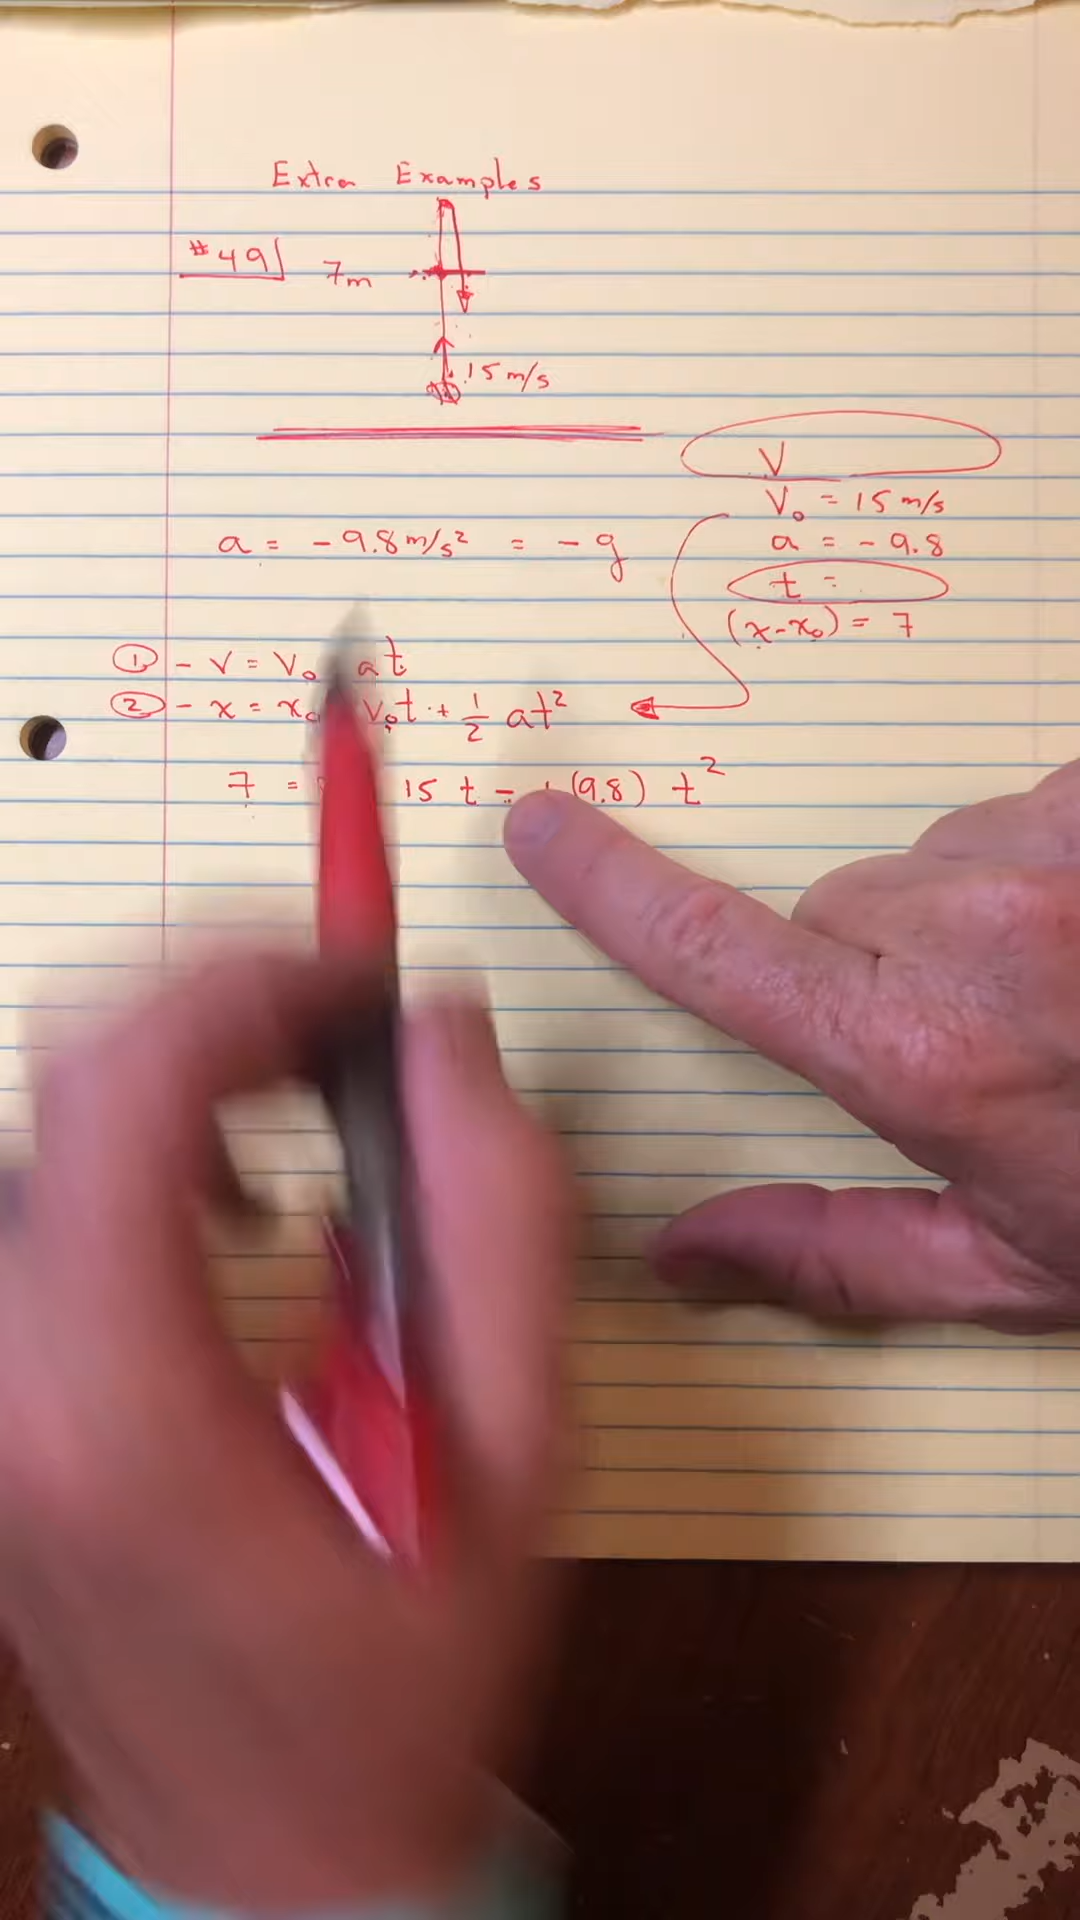 Extra Examples
#49
7m
15 m/s
V
V₀ = 15 m/s
a = -9.8 m/s² = -g
a = -9.8
t =
(x-x₀) = 7
① - V = V₀ at
② - x = x₀ V₀t + 1/2 at²
7 = 15 t - (9.8) t²